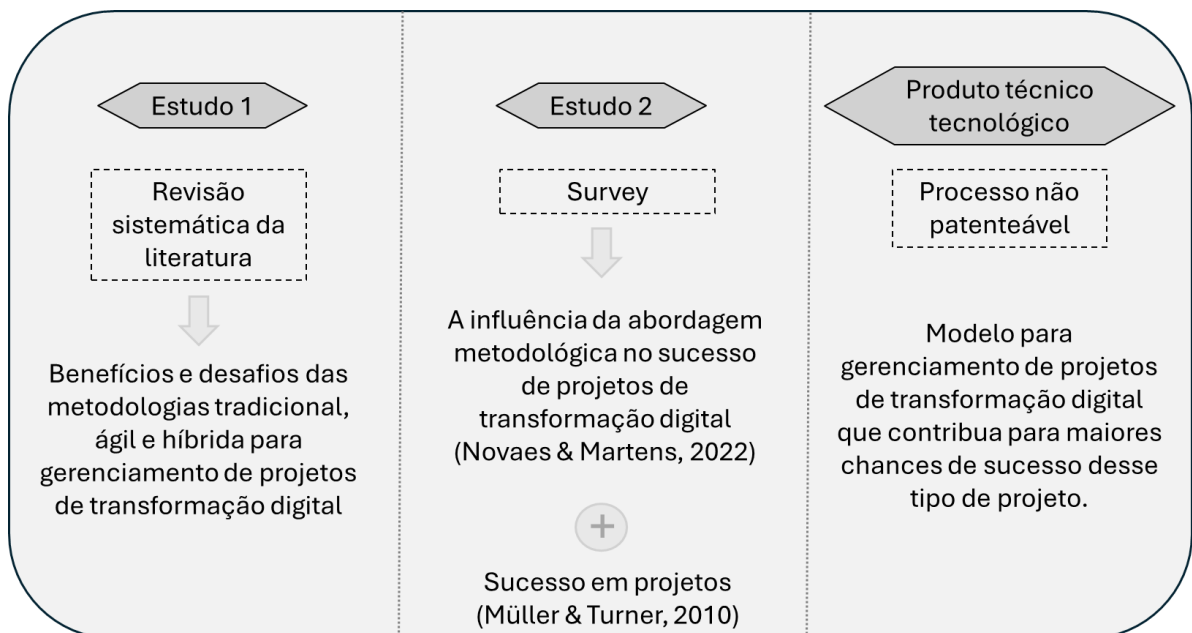 Estudo 1
Revisão
sistemática da
literatura
Benefícios e desafios das
metodologias tradicional,
ágil e híbrida para
gerenciamento de projetos
de transformação digital
Estudo 2
Survey
A influência da abordagem
metodológica no sucesso
de projetos de
transformação digital
(Novaes & Martens, 2022)
+
Sucesso em projetos
(Müller & Turner, 2010)
Produto técnico
tecnológico
Processo não
patenteável
Modelo para
gerenciamento de projetos
de transformação digital
que contribua para maiores
chances de sucesso desse
tipo de projeto.